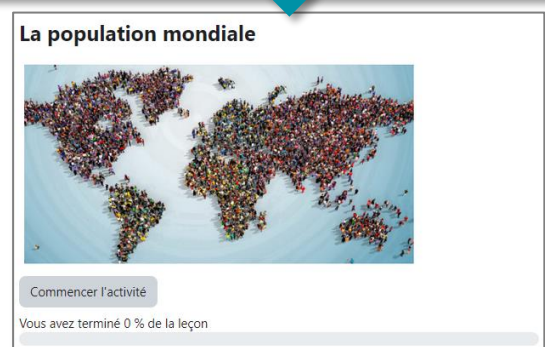 La population mondiale
Commencer l'activité
Vous avez terminé 0 % de la leçon